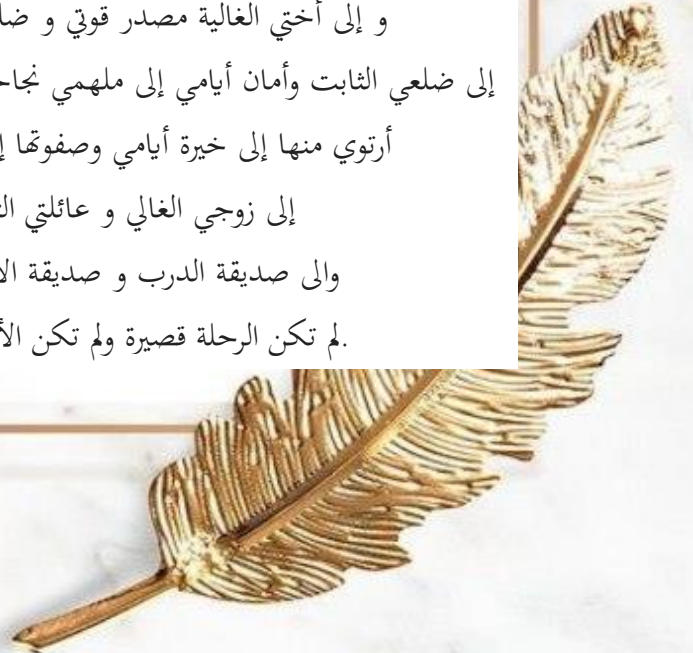 و إلى أختي الغالية مصدر قوتي و
إلى ضلعي الثابت وأمان أيامي إلى ملهمي
أرتوي منها إلى خيرة أيامي وصفوتها
إلى زوجي الغالي و عائلتي
والى صديقة الدرب و صديقة
لم تكن الرحلة قصيرة ولم تكن.